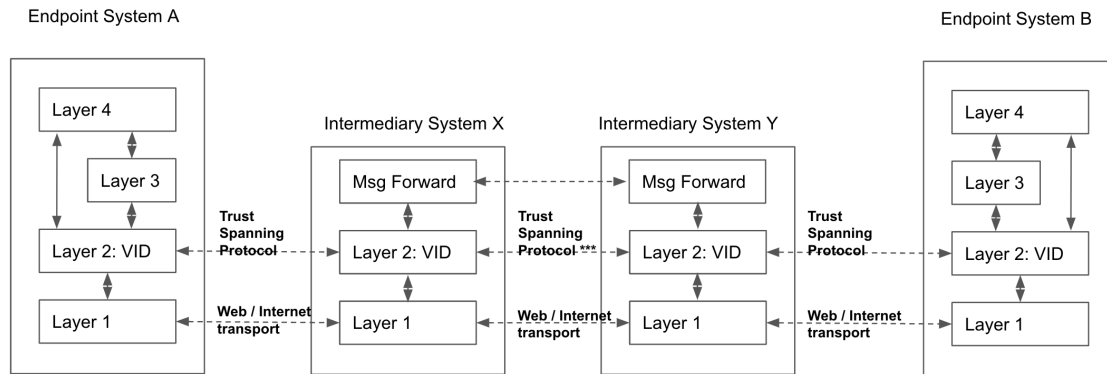 Endpoint System A
Endpoint System B
Layer 4
Layer 3
Layer 2: VID
Layer 1
Trust
Spanning
Protocol
Web / Internet
transport
Intermediary System X
Msg Forward
Layer 2: VID
Layer 1
Trust
Spanning
Protocol ***
Web / Internet
transport
Intermediary System Y
Msg Forward
Layer 2: VID
Layer 1
Trust
Spanning
Protocol
Web / Internet
transport
Layer 4
Layer 3
Layer 2: VID
Layer 1